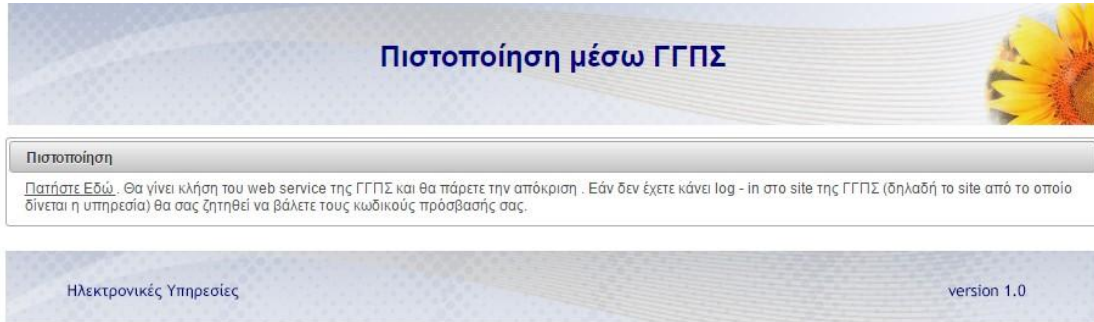 Πιστοποίηση μέσω ΓΓΠΣ
Πιστοποίηση
Πατήστε Εδώ . Θα γίνει κλήση του web service της ΓΓΠΣ και θα πάρετε την απόκριση . Εάν δεν έχετε κάνει log - in στο site της ΓΓΠΣ (δηλαδή το site από το οποίο
δίνεται η υπηρεσία) θα σας ζητηθεί να βάλετε τους κωδικούς πρόσβασής σας.
Ηλεκτρονικές Υπηρεσίες version 1.0